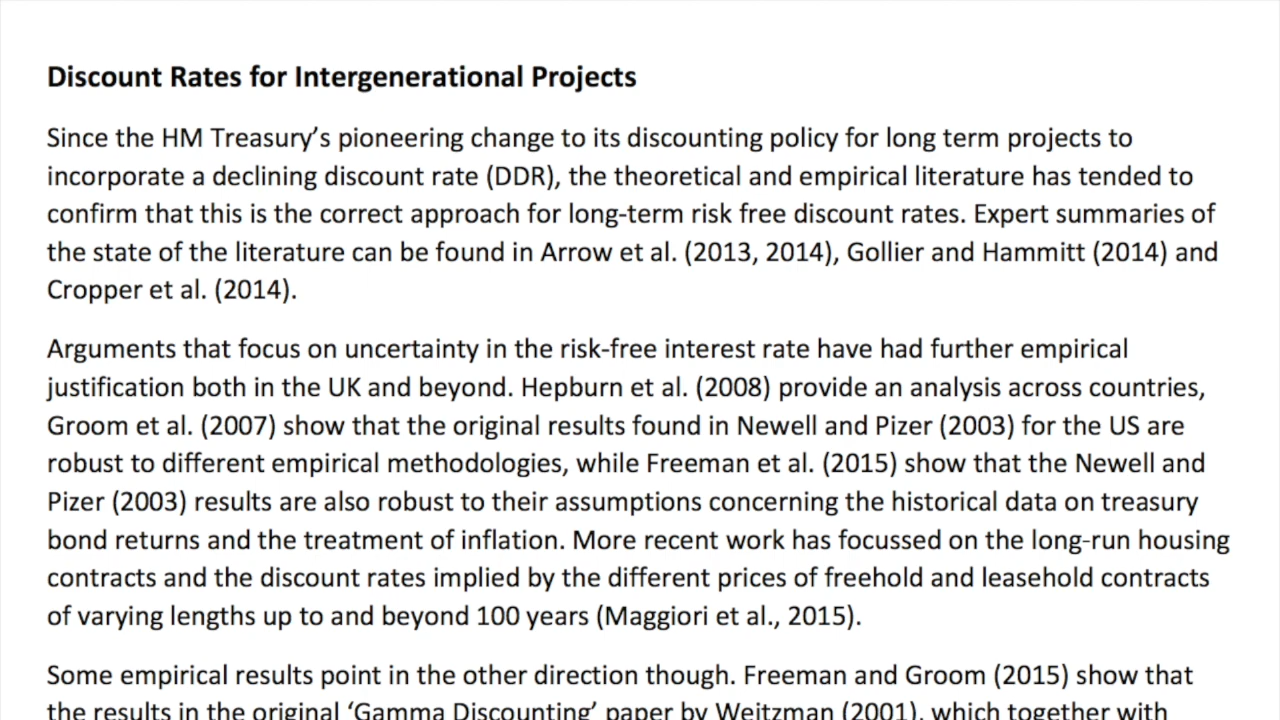 Discount Rates for Intergenerational Projects
Since the HM Treasury’s pioneering change to its discounting policy for long term projects to
incorporate a declining discount rate (DDR), the theoretical and empirical literature has tended to
confirm that this is the correct approach for long-term risk free discount rates. Expert summaries of
the state of the literature can be found in Arrow et al. (2013, 2014), Gollier and Hammitt (2014) and
Cropper et al. (2014).
Arguments that focus on uncertainty in the risk-free interest rate have had further empirical
justification both in the UK and beyond. Hepburn et al. (2008) provide an analysis across countries,
Groom et al. (2007) show that the original results found in Newell and Pizer (2003) for the US are
robust to different empirical methodologies, while Freeman et al. (2015) show that the Newell and
Pizer (2003) results are also robust to their assumptions concerning the historical data on treasury
bond returns and the treatment of inflation. More recent work has focussed on the long-run housing
contracts and the discount rates implied by the different prices of freehold and leasehold contracts
of varying lengths up to and beyond 100 years (Maggiori et al., 2015).
Some empirical results point in the other direction though. Freeman and Groom (2015) show that
the results in the original ‘Gamma Discounting’ paper by Weitzman (2001), which together with